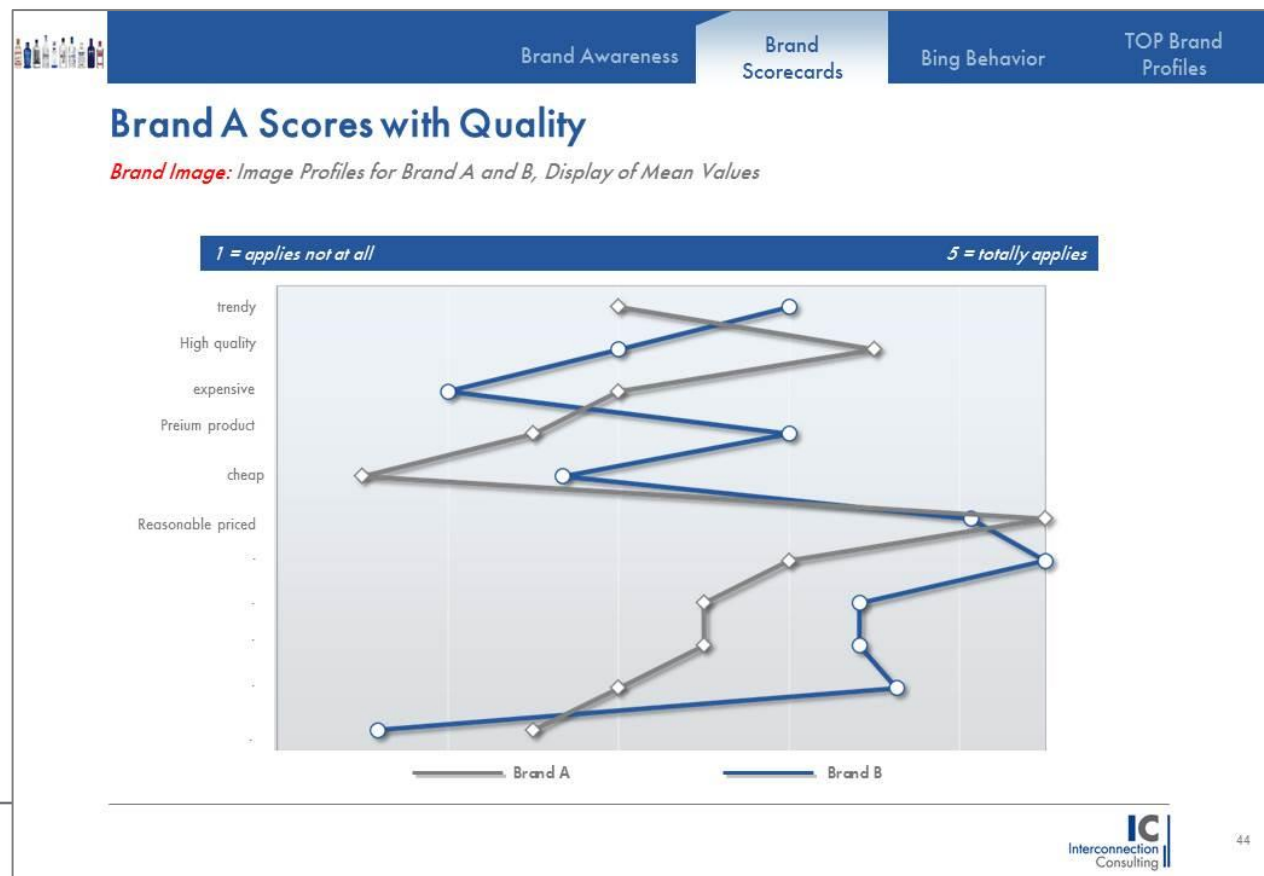 Brand Awareness
Brand
Scorecards
Bing Behavior
TOP Brand
Profiles
Brand A Scores with Quality
Brand Image: Image Profiles for Brand A and B, Display of Mean Values
1 = applies not at all
5 = totally applies
trendy
High quality
expensive
Preium product
cheap
Reasonable priced
.
.
.
.
.
Brand A
Brand B
IC
Interconnection
Consulting
44